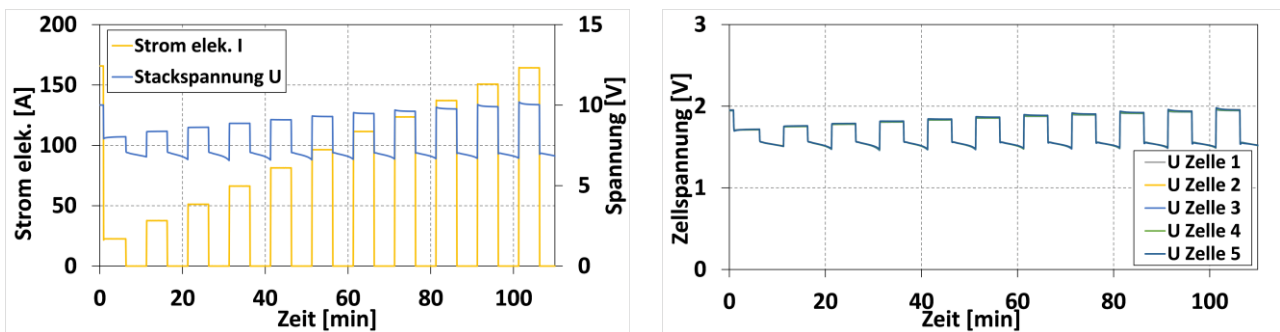 200
150
100
50
0
Strom elek. [A]
Strom elek. I
Stackspannung U
15
10
5
0
Spannung [V]
0 20 40 60 80 100
Zeit [min]
3
2
1
0
Zellspannung [V]
U Zelle 1
U Zelle 2
U Zelle 3
U Zelle 4
U Zelle 5
0 20 40 60 80 100
Zeit [min]